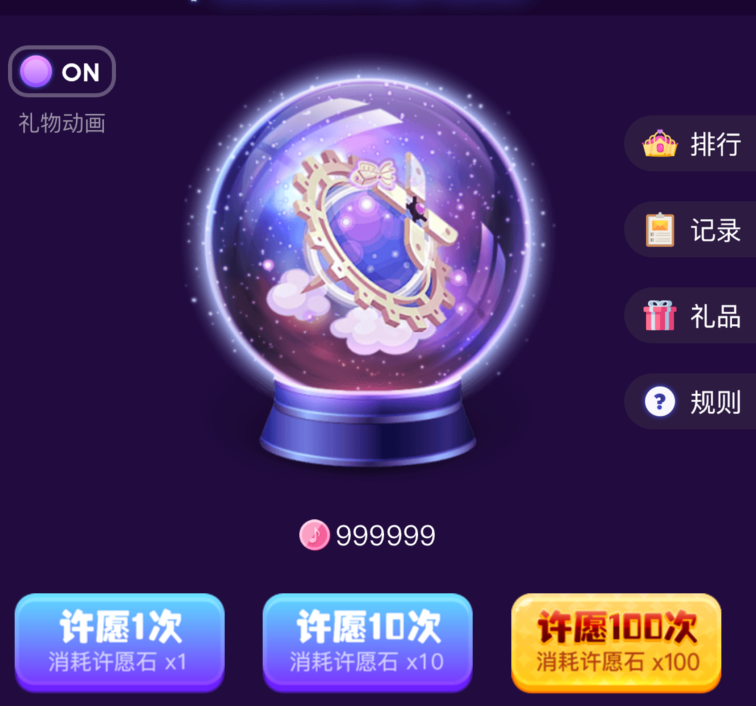 ON
礼物动画
排行
记录
礼品
规则
999999
许愿1次
消耗许愿石 x1
许愿10次
消耗许愿石 x10
许愿100次
消耗许愿石 x100